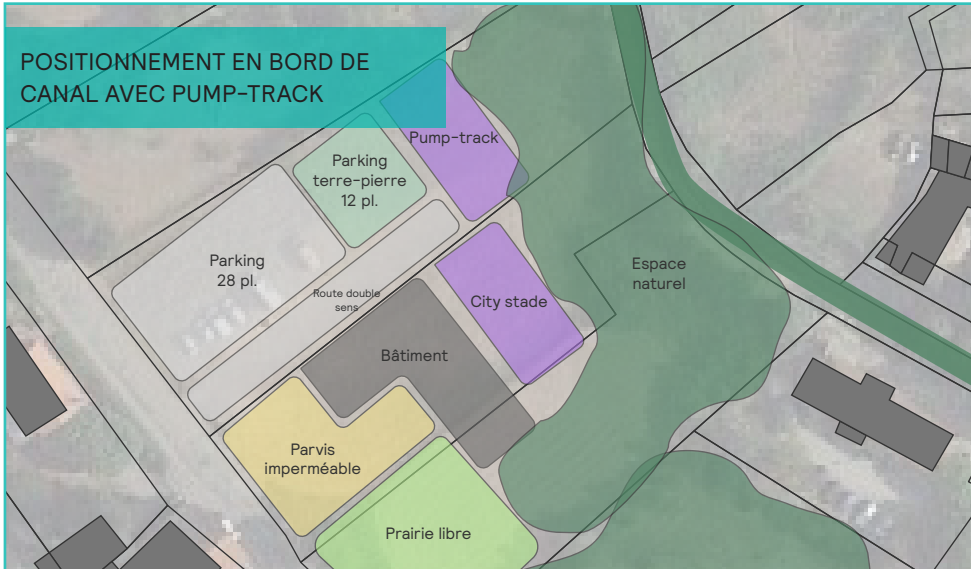 POSITIONNEMENT EN BORD DE
CANAL AVEC PUMP-TRACK
Pump-track
Parking
terre-pierre
12 pl.
Parking
28 pl.
Route double
sens
City stade
Espace
naturel
Bâtiment
Parvis
imperméable
Prairie libre